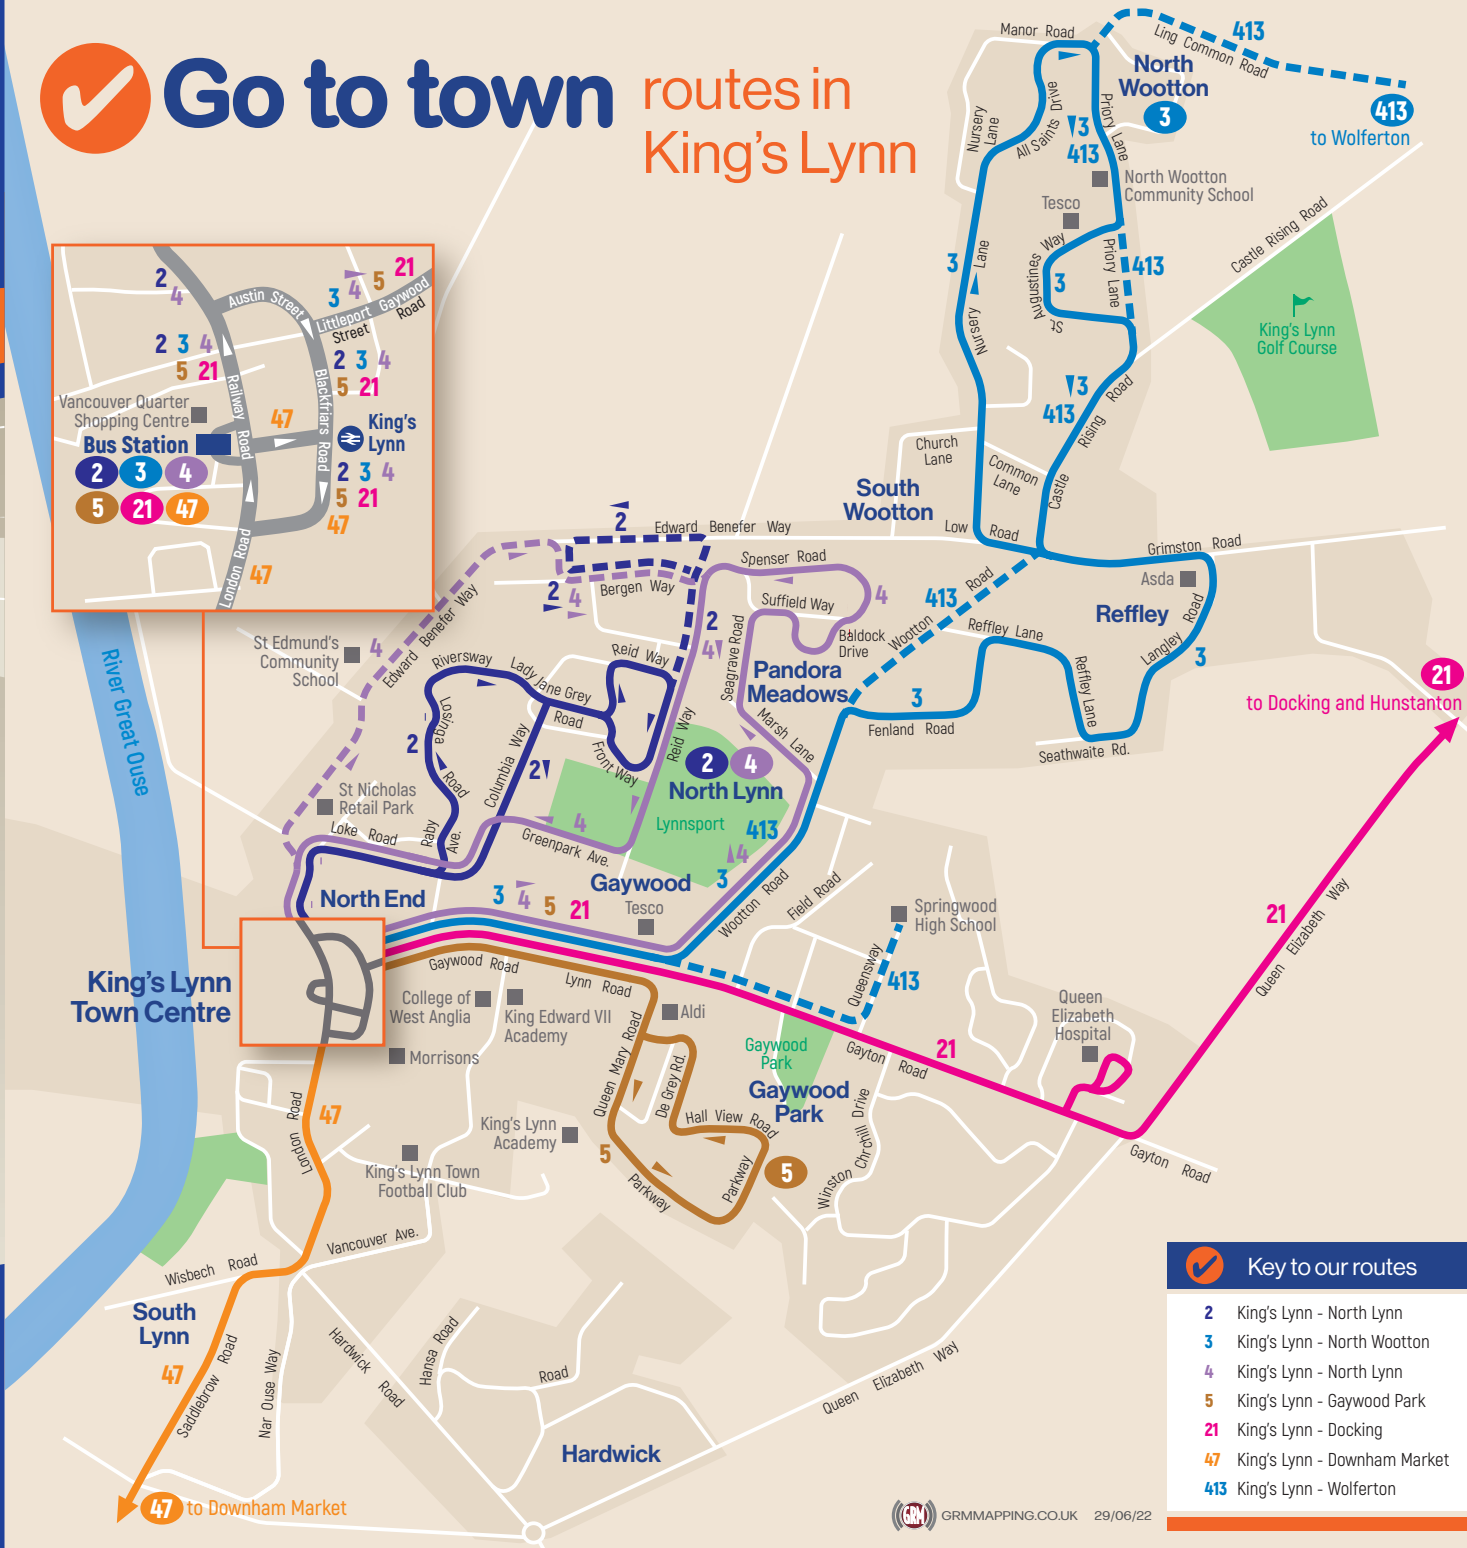 Go to town
routes in
King's Lynn
Manor Road
413
Ling Common Road
North
Wootton
3
413
to Wolferton
Nursery
Lane
All Saints Drive
Priory Lane
3
413
North Wootton
Community School
Tesco
Castle Rising Road
3
Nursery Lane
St. Augustines Way
3
Priory Lane
413
King's Lynn
Golf Course
2
4
Austin Street
3
4
5
21
Littleport Street
Gaywood Road
2 3 4
5 21
2 3 4
5 21
Railway Road
Blackfriars Road
Vancouver Quarter
Shopping Centre
47
Bus Station
King's
Lynn
2 3 4
5 21 47
2 3 4
5 21
47
London Road
47
3
413
Castle Rising Road
Church
Lane
Common
Lane
South
Wootton
Low Road
2
Edward Benefer Way
Spenser Road
Grimston Road
Asda
Reffley
Langley Road
3
2
4
Bergen Way
2
4
Suffield Way
4
Baldock
Drive
413
Wootton Road
Reffley Lane
Reffley Lane
Seagrave Road
Pandora
Meadows
St Edmund's
Community
School
4
Edward Benefer Way
Riversway
Lady Jane Grey
Road
Reid Way
Reid Way
Front Way
Losinga Road
2
Columbia Way
2
River Great Ouse
Marsh Lane
3
Fenland Road
Seathwaite Rd.
21
to Docking and Hunstanton
2 4
North Lynn
Lynnsport
St Nicholas
Retail Park
Loke Road
Raby
Ave.
4
Greenpark Ave.
413
4
3
North End
3 4 5 21
Gaywood
Tesco
Wootton Road
Field Road
Springwood
High School
Queensway
413
21
Queen Elizabeth Way
King's Lynn
Town Centre
Gaywood Road
Lynn Road
College of
West Anglia
King Edward VII
Academy
Aldi
Queen
Elizabeth
Hospital
Morrisons
Gaywood
Park
Gaywood
Park
Gayton Road
21
Queen Mary Road
De Grey Rd.
Hall View Road
Parkway
Parkway
5
5
London Road
47
King's Lynn
Academy
King's Lynn Town
Football Club
Winston Chrchill Drive
Gayton Road
Vancouver Ave.
Wisbech Road
South
Lynn
47
Saddlebrow Road
Nar Ouse Way
Hardwick Road
Hansa Road
Road
Hardwick
Queen Elizabeth Way
47 to Downham Market
GRM
GRMMAPPING.CO.UK 29/06/22
Key to our routes
2 King's Lynn - North Lynn
3 King's Lynn - North Wootton
4 King's Lynn - North Lynn
5 King's Lynn - Gaywood Park
21 King's Lynn - Docking
47 King's Lynn - Downham Market
413 King's Lynn - Wolferton